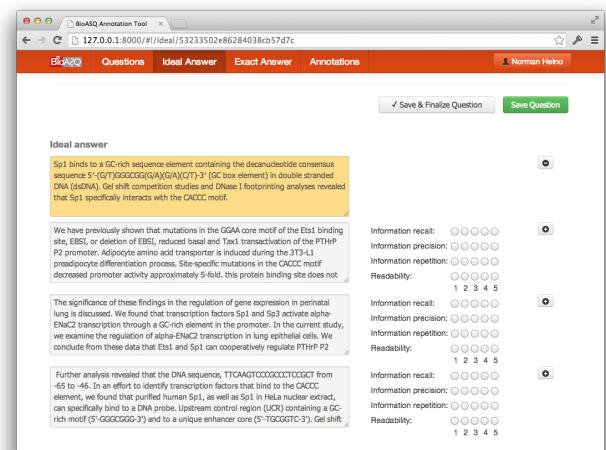 BioASQ Annotation Tool
127.0.0.1:8000/#!/ideal/53233502e86284038cb57d7c
BioA2Q Questions Ideal Answer Exact Answer Annotations Norman Heino
✓ Save & Finalize Question Save Question
Ideal answer
Sp1 binds to a GC-rich sequence element containing the decanucleotide consensus
sequence 5'-(G/T)GGGCGG(G/A)(G/A)(C/T)-3' (GC box element) in double stranded
DNA (dsDNA). Gel shift competition studies and DNase I footprinting analyses revealed
that Sp1 specifically interacts with the CACCC motif.
We have previously shown that mutations in the GGAA core motif of the Ets1 binding
site, EBSI, or deletion of EBSI, reduced basal and Tax1 transactivation of the PTHrP
P2 promoter. Adipocyte amino acid transporter is induced during the 3T3-L1
preadipocyte differentiation process. Site-specific mutations in the CACCC motif
decreased promoter activity approximately 5-fold. this protein binding site does not
Information recall:
Information precision:
Information repetition:
Readability:
1 2 3 4 5
The significance of these findings in the regulation of gene expression in perinatal
lung is discussed. We found that transcription factors Sp1 and Sp3 activate alpha-
ENaC2 transcription through a GC-rich element in the promoter. In the current study,
we examine the regulation of alpha-ENaC2 transcription in lung epithelial cells. We
conclude from these data that Ets1 and Sp1 can cooperatively regulate PTHrP P2
Information recall:
Information precision:
Information repetition:
Readability:
1 2 3 4 5
Further analysis revealed that the DNA sequence, TTCAAGTCCCGCCCTCCGCT from
-65 to -46. In an effort to identify transcription factors that bind to the CACCC
element, we found that purified human Sp1, as well as Sp1 in HeLa nuclear extract,
can specifically bind to a DNA probe. Upstream control region (UCR) containing a GC-
rich motif (5'-GGGCGGG-3') and to a unique enhancer core (5'-TGCGGTC-3'). Gel shift
Information recall:
Information precision:
Information repetition:
Readability:
1 2 3 4 5